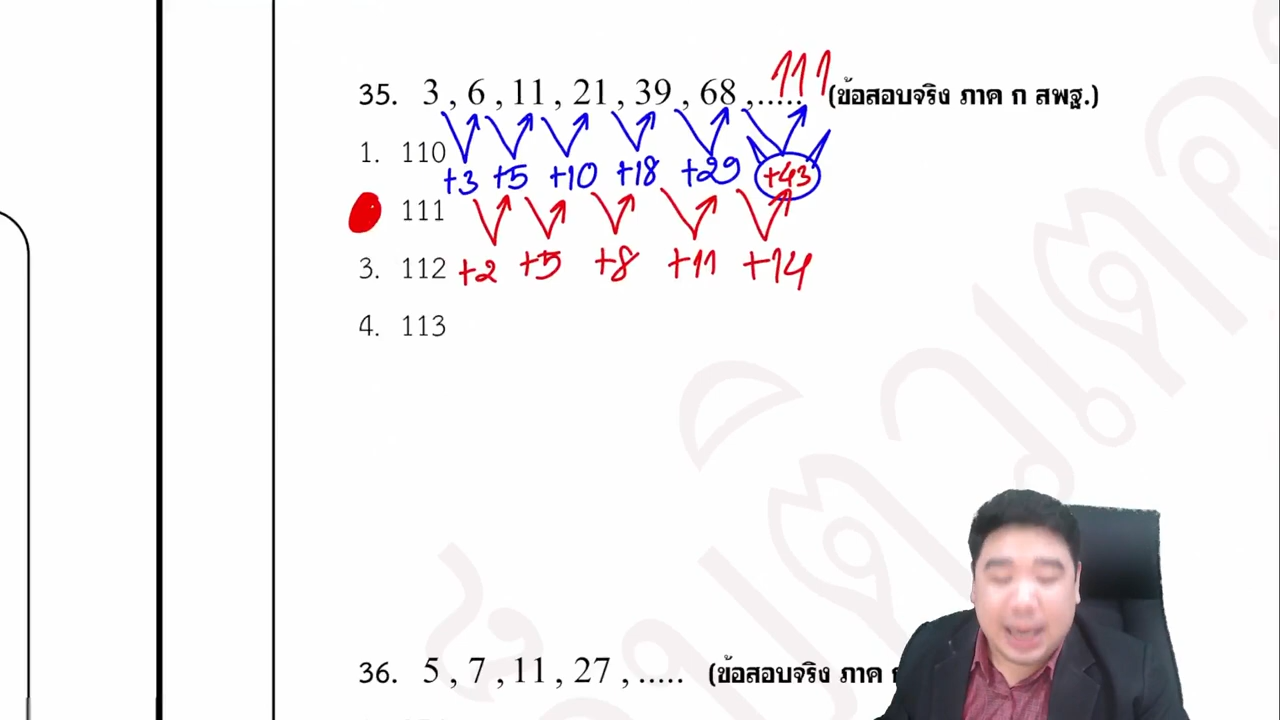 35. 3 , 6 , 11 , 21 , 39 , 68 ,..... 111 (ข้อสอบจริง ภาค ก สพฐ.)
1. 110
+3 +5 +10 +18 +29 +43
111
3. 112
+2 +5 +8 +11 +14
4. 113
36. 5 , 7 , 11 , 27 , ..... (ข้อสอบจริง ภาค